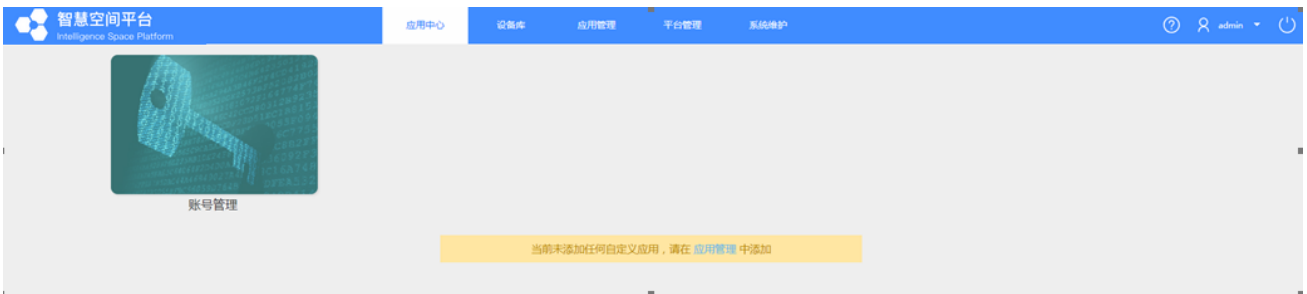 智慧空间平台
Intelligence Space Platform
应用中心 设备库 应用管理 平台管理 系统维护 admin
账号管理
当前未添加任何自定义应用，请在 应用管理 中添加